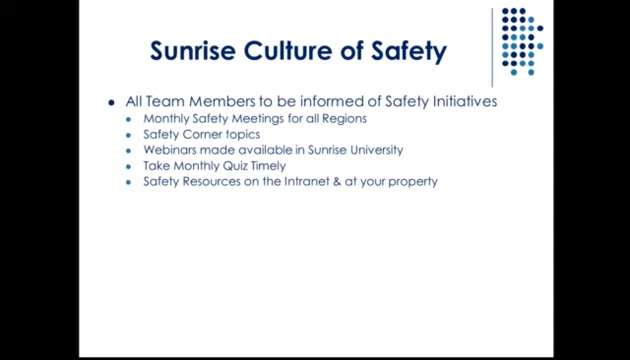 Sunrise Culture of Safety
All Team Members to be informed of Safety Initiatives
Monthly Safety Meetings for all Regions
Safety Corner topics
Webinars made available in Sunrise University
Take Monthly Quiz Timely
Safety Resources on the Intranet & at your property